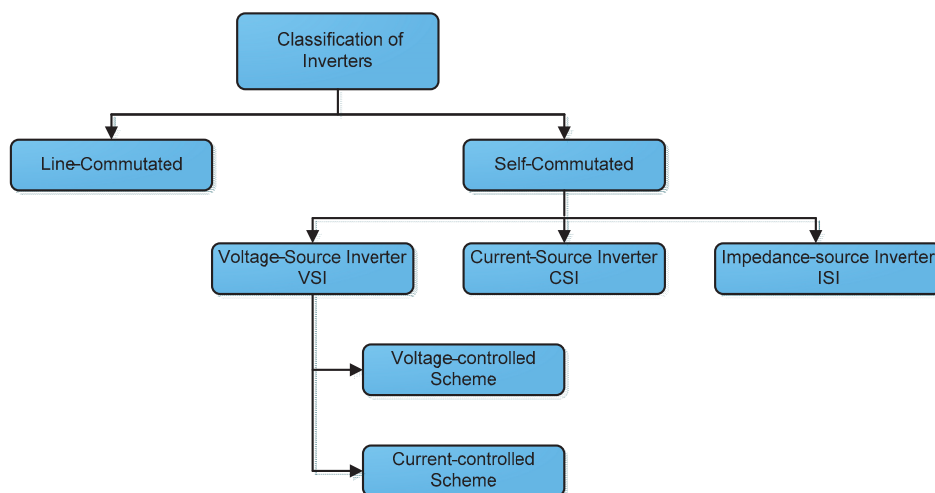 Classification of
Inverters
Line-Commutated
Self-Commutated
Voltage-Source Inverter
VSI
Current-Source Inverter
CSI
Impedance-source Inverter
ISI
Voltage-controlled
Scheme
Current-controlled
Scheme